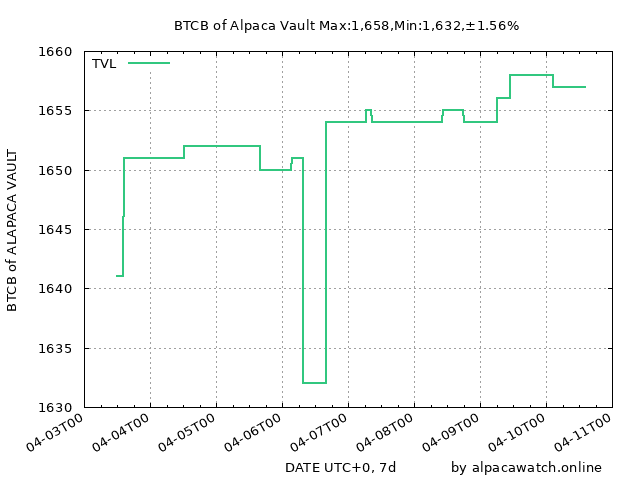 BTCB of Alpaca Vault Max:1,658,Min:1,632,±1.56%
TVL
1660
1655
1650
1645
1640
1635
1630
BTCB of ALAPACA VAULT
04-03T00
04-04T00
04-05T00
04-06T00
04-07T00
04-08T00
04-09T00
04-10T00
04-11T00
DATE UTC+0, 7d
by alpacawatch.online